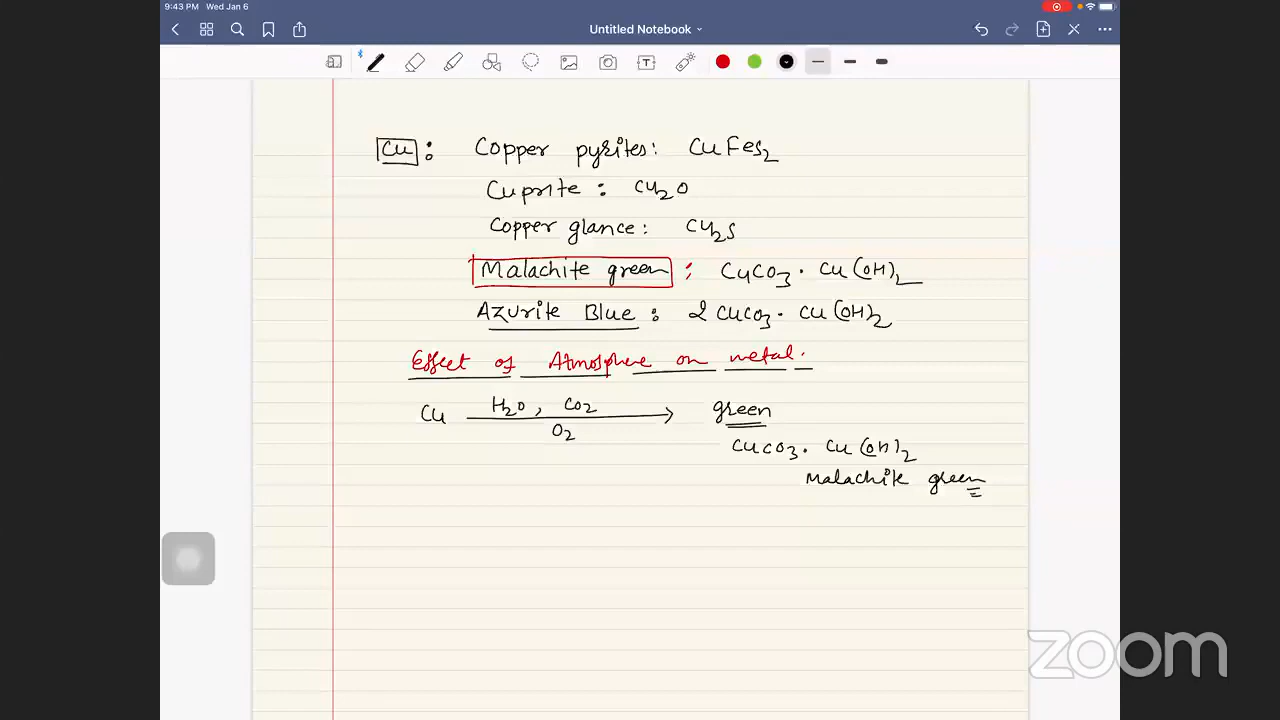 9:43 PM Wed Jan 6
Untitled Notebook
Cu : Copper pyrites: CuFeS2
Cuprite : Cu2O
Copper glance: Cu2S
Malachite green : CuCO3 · Cu(OH)2
Azurite Blue : 2CuCO3 · Cu(OH)2
Effect of Atmosphere on metal.
Cu H2O, CO2 → green
O2
CuCO3 · Cu(OH)2
Malachite green
zoom